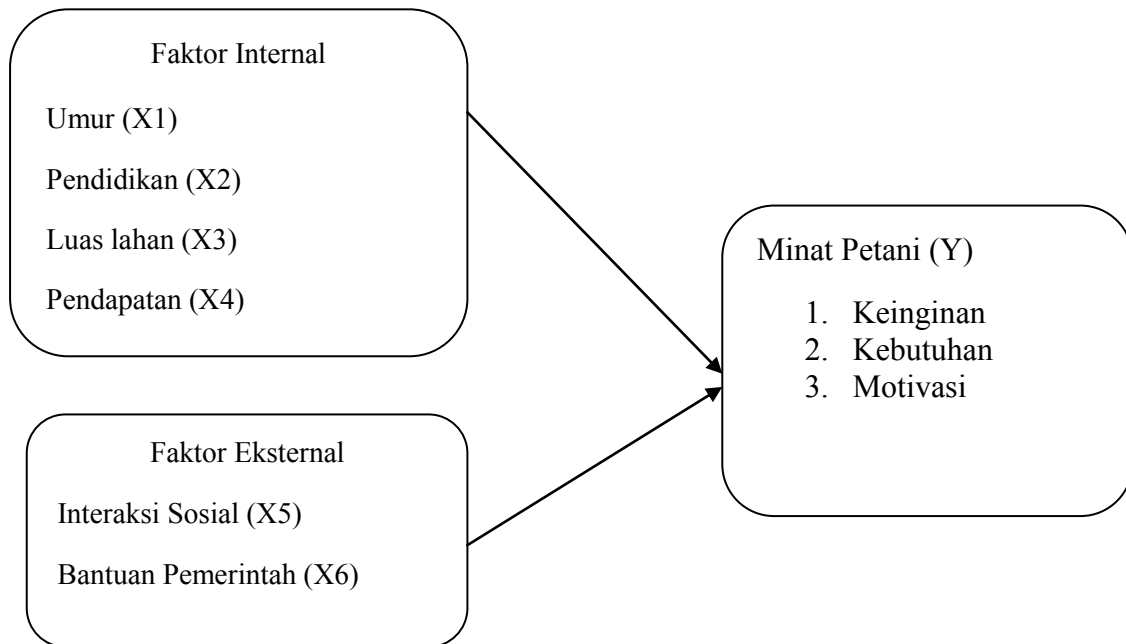 Faktor Internal
Umur (X1)
Pendidikan (X2)
Luas lahan (X3)
Pendapatan (X4)
Faktor Eksternal
Interaksi Sosial (X5)
Bantuan Pemerintah (X6)
Minat Petani (Y)
1. Keinginan
2. Kebutuhan
3. Motivasi